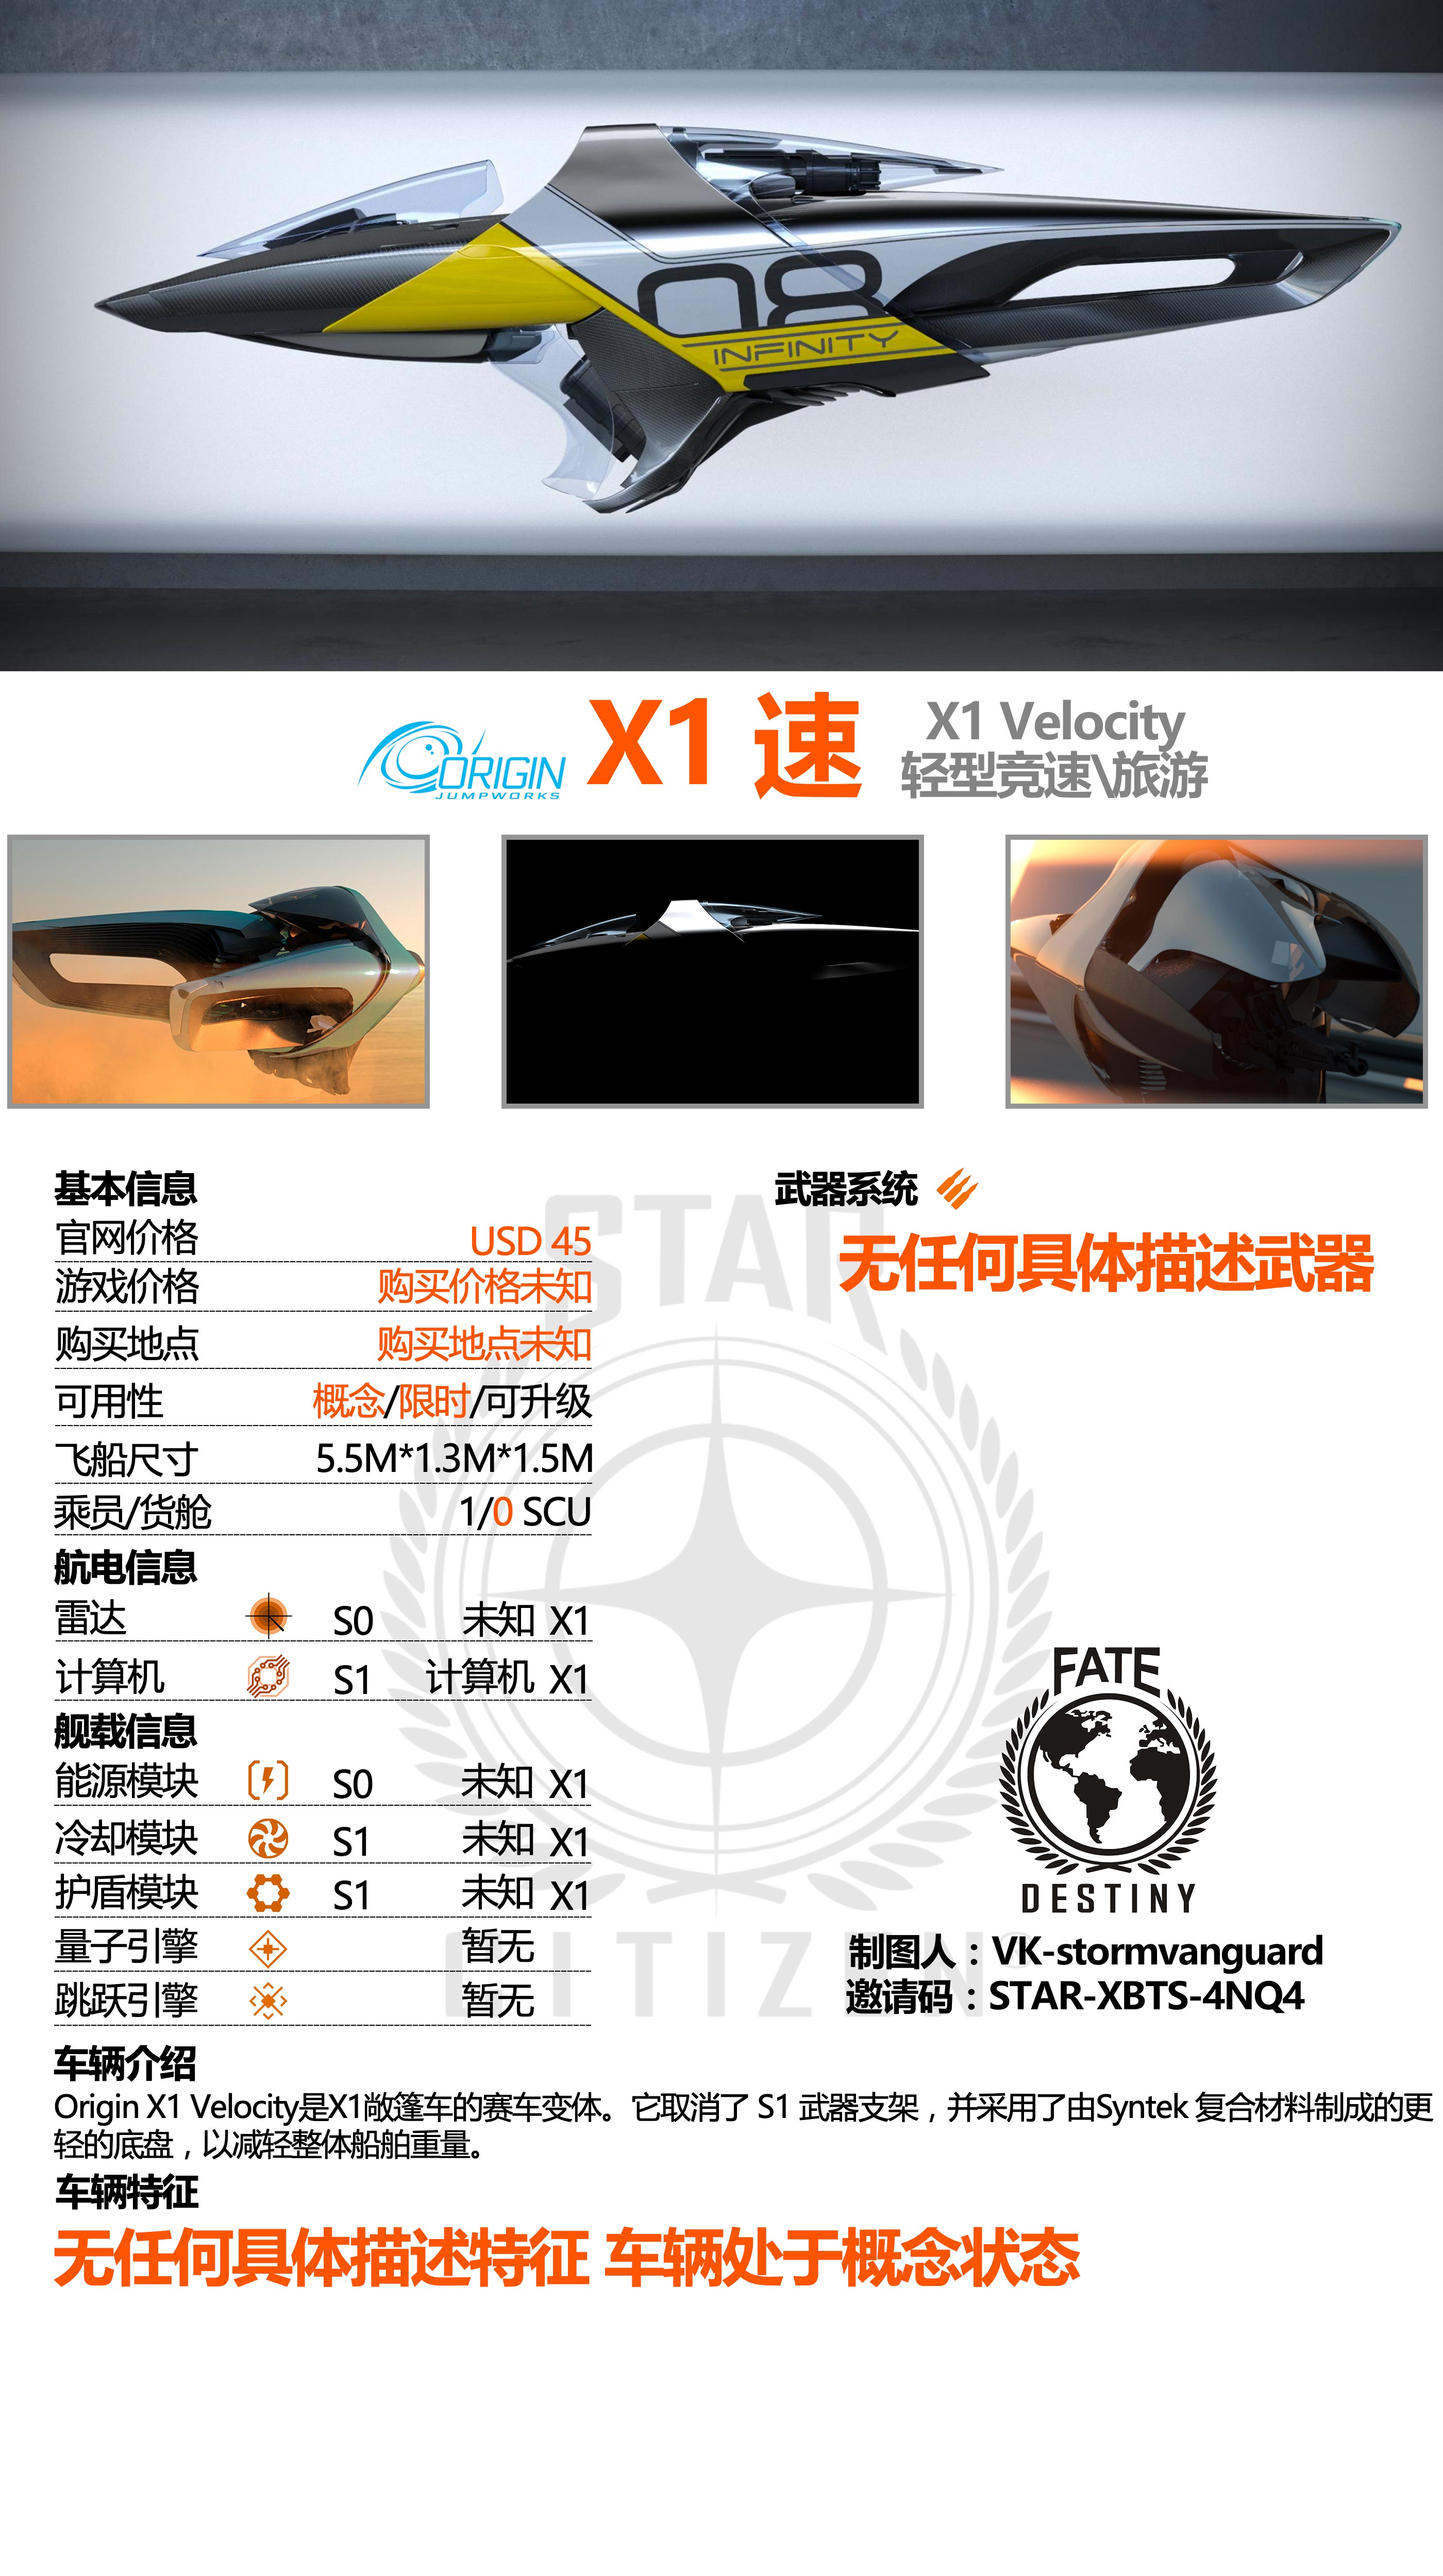 08
INFINITY
ORIGIN
JUMPWORKS
X1 速
X1 Velocity
轻型竞速\旅游
基本信息
官网价格 USD 45
游戏价格 购买价格未知
购买地点 购买地点未知
可用性 概念/限时/可升级
飞船尺寸 5.5M*1.3M*1.5M
乘员/货舱 1/0 SCU
航电信息
雷达 S0 未知 X1
计算机 S1 计算机 X1
舰载信息
能源模块 S0 未知 X1
冷却模块 S1 未知 X1
护盾模块 S1 未知 X1
量子引擎 暂无
跳跃引擎 暂无
武器系统
无任何具体描述武器
STAR
CITIZEN
FATE
DESTINY
制图人：VK-stormvanguard
邀请码：STAR-XBTS-4NQ4
车辆介绍
Origin X1 Velocity是X1敞篷车的赛车变体。它取消了 S1 武器支架，并采用了由Syntek 复合材料制成的更
轻的底盘，以减轻整体船舶重量。
车辆特征
无任何具体描述特征 车辆处于概念状态